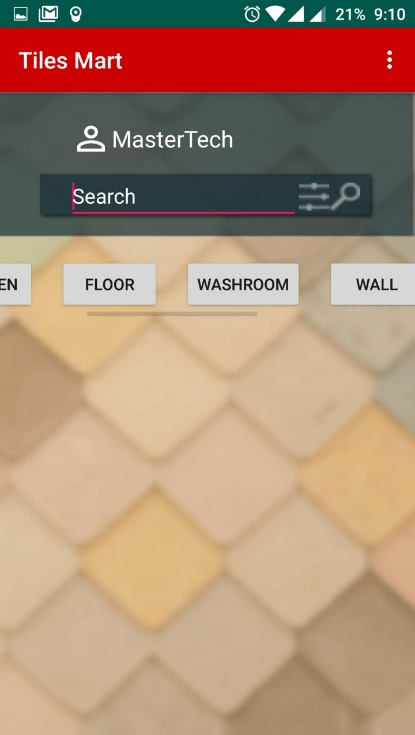 21% 9:10
Tiles Mart
MasterTech
Search
EN FLOOR WASHROOM WALL